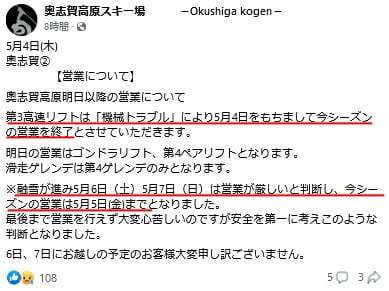 奥志賀高原スキー場　　－Okushiga kogen－
8時間・
5月4日(木)
奥志賀②
【営業について】
奥志賀高原明日以降の営業について
第3高速リフトは「機械トラブル」により5月4日をもちまして今シーズン
の営業を終了とさせていただきます。
明日の営業はゴンドラリフト、第4ペアリフトとなります。
滑走ゲレンデは第4ゲレンデのみとなります。
※融雪が進み5月6日（土）5月7日（日）は営業が厳しいと判断し、今シー
ズンの営業は5月5日(金)までとなりました。
最後まで営業を行えず大変心苦しいのですが安全を第一に考えこのような
判断となりました。
6日、7日にお越しの予定のお客様大変申し訳ございません。
108
5
3